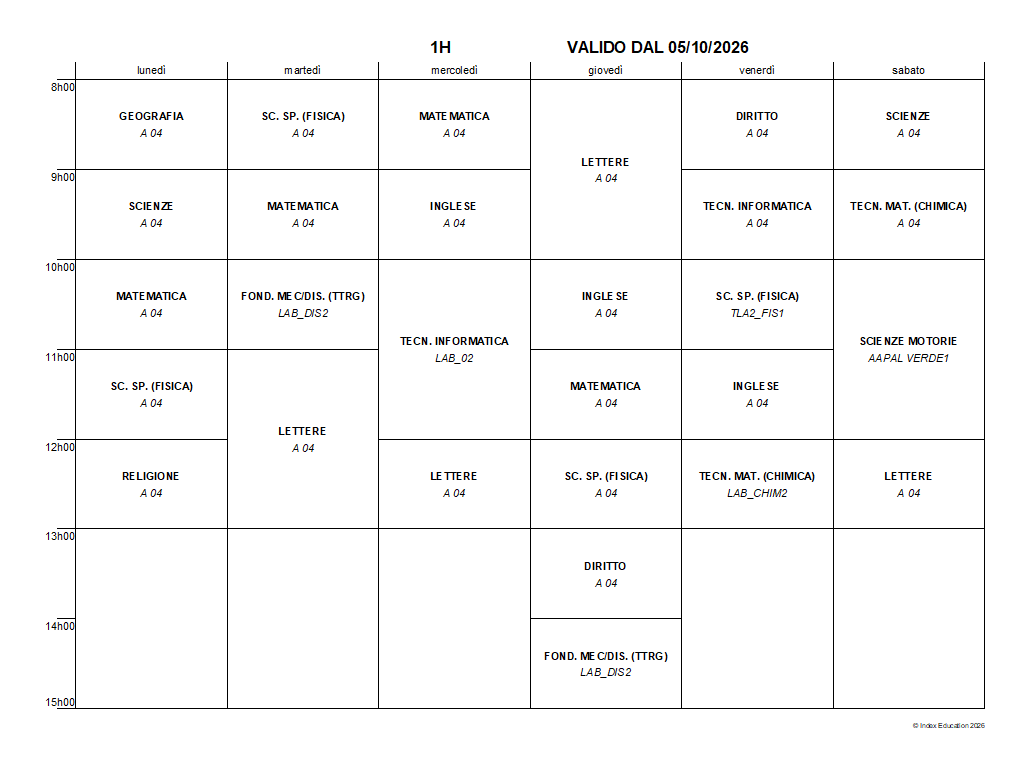 1H VALIDO DAL 05/10/2026
lunedì martedì mercoledì giovedì venerdì sabato
8h00
GEOGRAFIA SC. SP. (FISICA) MATEMATICA DIRITTO SCIENZE
A 04 A 04 A 04 A 04 A 04
LETTERE
A 04
9h00
SCIENZE MATEMATICA INGLESE TECN. INFORMATICA TECN. MAT. (CHIMICA)
A 04 A 04 A 04 A 04 A 04
10h00
MATEMATICA FOND. MEC/DIS. (TTRG) INGLESE SC. SP. (FISICA)
A 04 LAB_DIS2 A 04 TLA2_FIS1
TECN. INFORMATICA SCIENZE MOTORIE
LAB_02 AAPAL VERDE1
11h00
SC. SP. (FISICA) MATEMATICA INGLESE
A 04 A 04 A 04
LETTERE
A 04
12h00
RELIGIONE LETTERE SC. SP. (FISICA) TECN. MAT. (CHIMICA) LETTERE
A 04 A 04 A 04 LAB_CHIM2 A 04
13h00
DIRITTO
A 04
14h00
FOND. MEC/DIS. (TTRG)
LAB_DIS2
15h00
© Index Education 2026